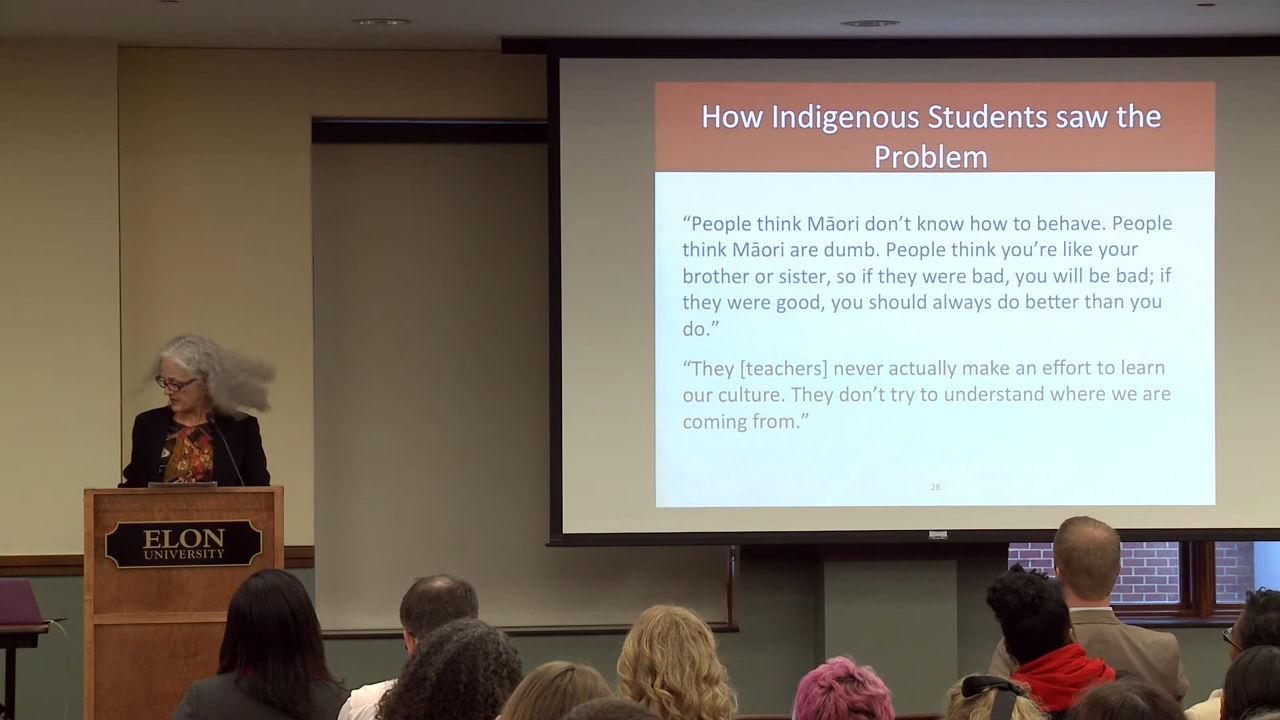 How Indigenous Students saw the
Problem
“People think Māori don’t know how to behave. People
think Māori are dumb. People think you’re like your
brother or sister, so if they were bad, you will be bad; if
they were good, you should always do better than you
do.”
“They [teachers] never actually make an effort to learn
our culture. They don’t try to understand where we are
coming from.”
28
ELON
UNIVERSITY